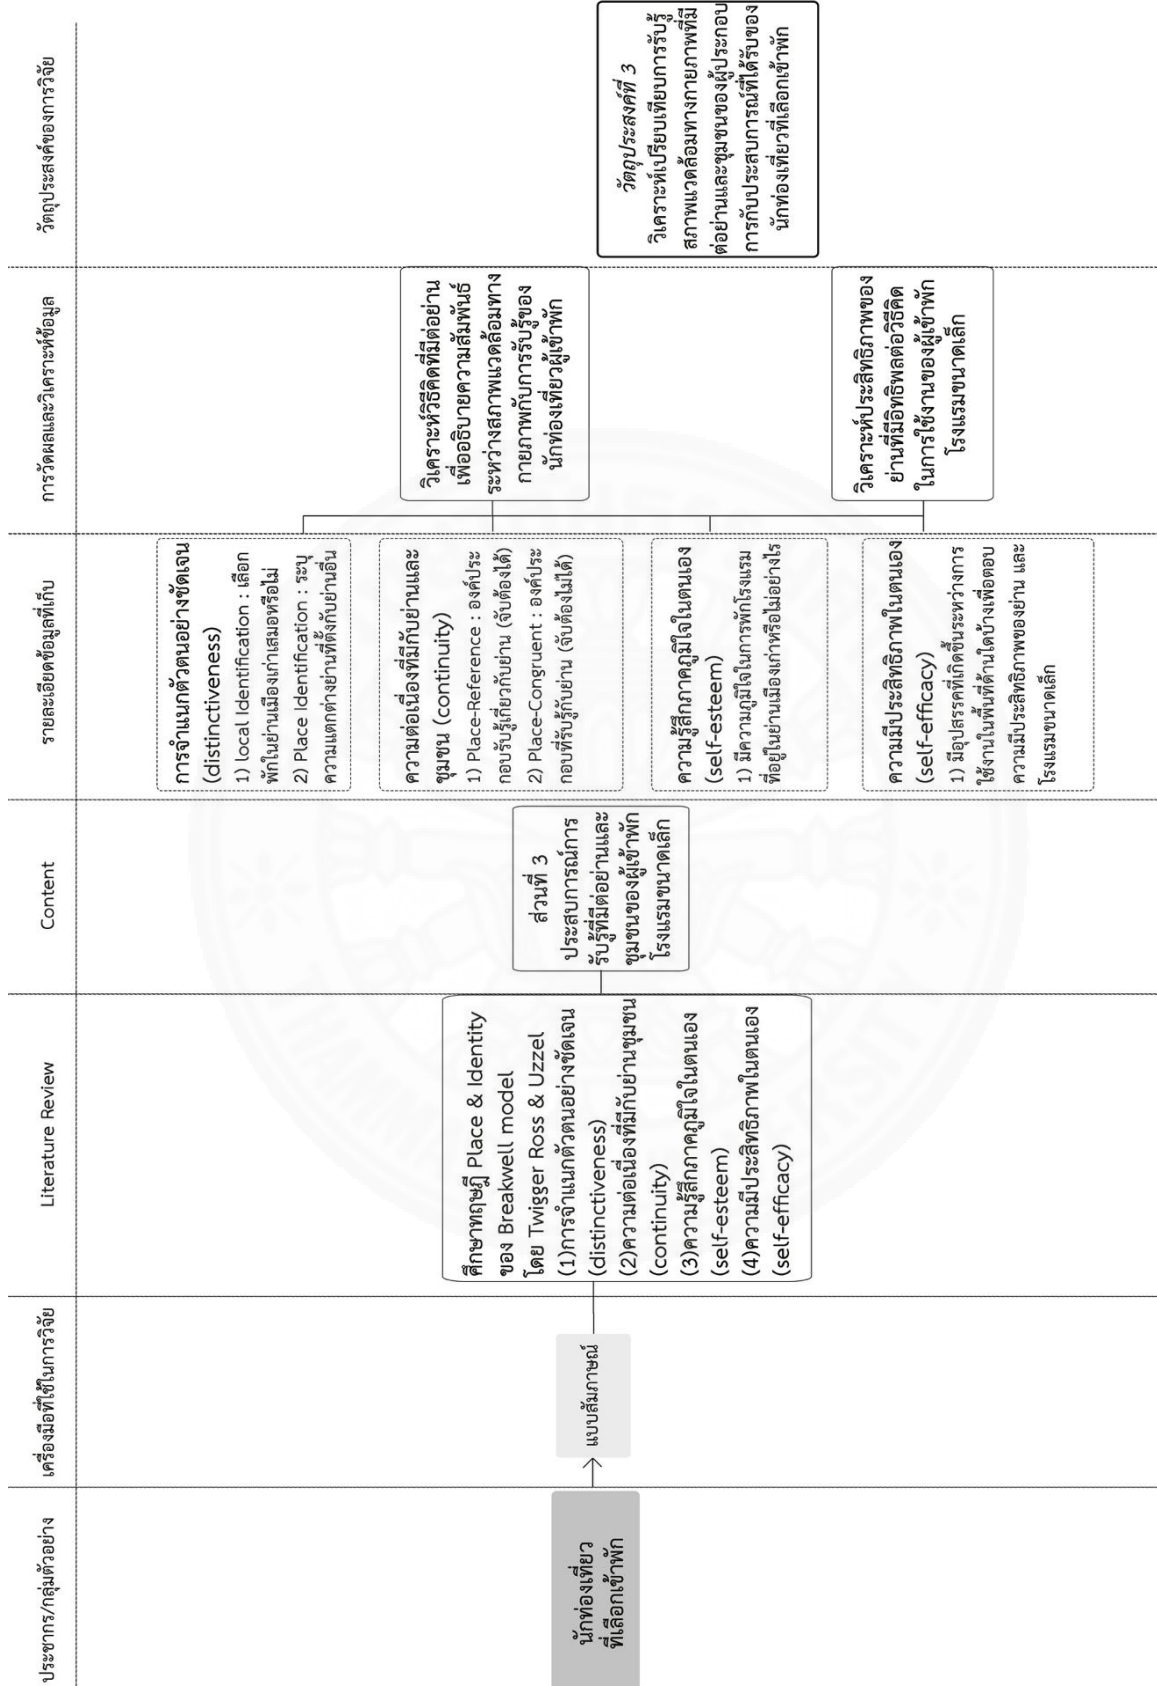 ประชากร/กลุ่มตัวอย่าง
เครื่องมือที่ใช้ในการวิจัย
Literature Review
Content
รายละเอียดข้อมูลที่เก็บ
การวัดผลและวิเคราะห์ข้อมูล
วัตถุประสงค์ของการวิจัย
นักท่องเที่ยว
ที่เลือกเข้าพัก
แบบสัมภาษณ์
ศึกษาทฤษฎี Place & Identity
ของ Breakwell model
โดย Twigger Ross & Uzzel
(1)การจำแนกตัวตนอย่างชัดเจน
(distinctiveness)
(2)ความต่อเนื่องที่มีกับย่านชุมชน
(continuity)
(3)ความรู้สึกภาคภูมิใจในตนเอง
(self-esteem)
(4)ความมีประสิทธิภาพในตนเอง
(self-efficacy)
ส่วนที่ 3
ประสบการณ์การ
รับรู้ที่มีต่อย่านและ
ชุมชนของผู้เข้าพัก
โรงแรมขนาดเล็ก
การจำแนกตัวตนอย่างชัดเจน
(distinctiveness)
1) local Identification : เลือก
พักในย่านเมืองเก่าเสมอหรือไม่
2) Place Identification : ระบุ
ความแตกต่างย่านที่ตั้งกับย่านอื่น
ความต่อเนื่องที่มีกับย่านและ
ชุมชน (continuity)
1) Place-Reference : องค์ประ
กอบรับรู้เกี่ยวกับย่าน (จับต้องได้)
2) Place-Congruent : องค์ประ
กอบที่รับรู้กับย่าน (จับต้องไม่ได้)
ความรู้สึกภาคภูมิใจในตนเอง
(self-esteem)
1) มีความภูมิใจในการพักโรงแรม
ที่อยู่ในย่านเมืองเก่าหรือไม่อย่างไร
ความมีประสิทธิภาพในตนเอง
(self-efficacy)
1) มีอุปสรรคที่เกิดขึ้นระหว่างการ
ใช้งานในพื้นที่ด้านใดบ้างเพื่อตอบ
ความมีประสิทธิภาพของย่าน และ
โรงแรมขนาดเล็ก
วิเคราะห์วิธีคิดที่มีต่อย่าน
เพื่ออธิบายความสัมพันธ์
ระหว่างสภาพแวดล้อมทาง
กายภาพกับการรับรู้ของ
นักท่องเที่ยวผู้เข้าพัก
วิเคราะห์ประสิทธิภาพของ
ย่านที่มีอิทธิพลต่อวิธีคิด
ในการใช้งานของผู้เข้าพัก
โรงแรมขนาดเล็ก
วัตถุประสงค์ที่ 3
วิเคราะห์เปรียบเทียบการรับรู้
สภาพแวดล้อมทางกายภาพที่มี
ต่อย่านและชุมชนของผู้ประกอบ
การกับประสบการณ์ที่ได้รับของ
นักท่องเที่ยวที่เลือกเข้าพัก